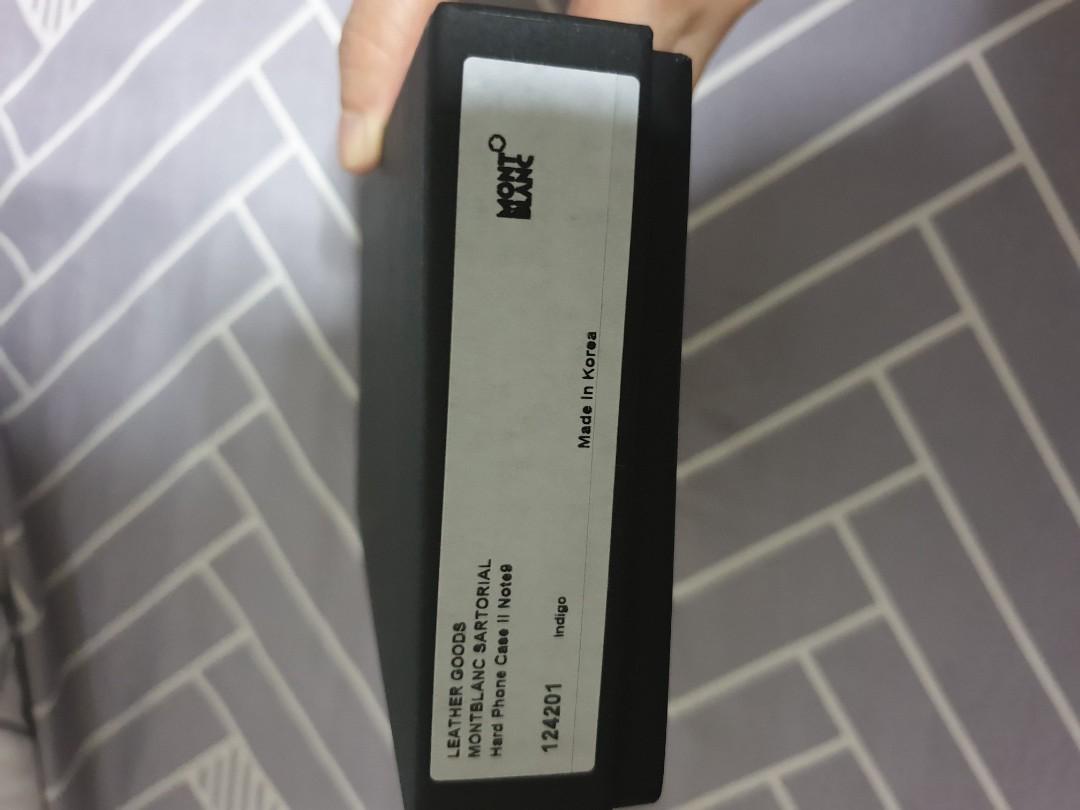 MONT
BLANC
LEATHER GOODS
MONTBLANC SARTORIAL
Hard Phone Case II Note9
124201 Indigo
Made In Korea